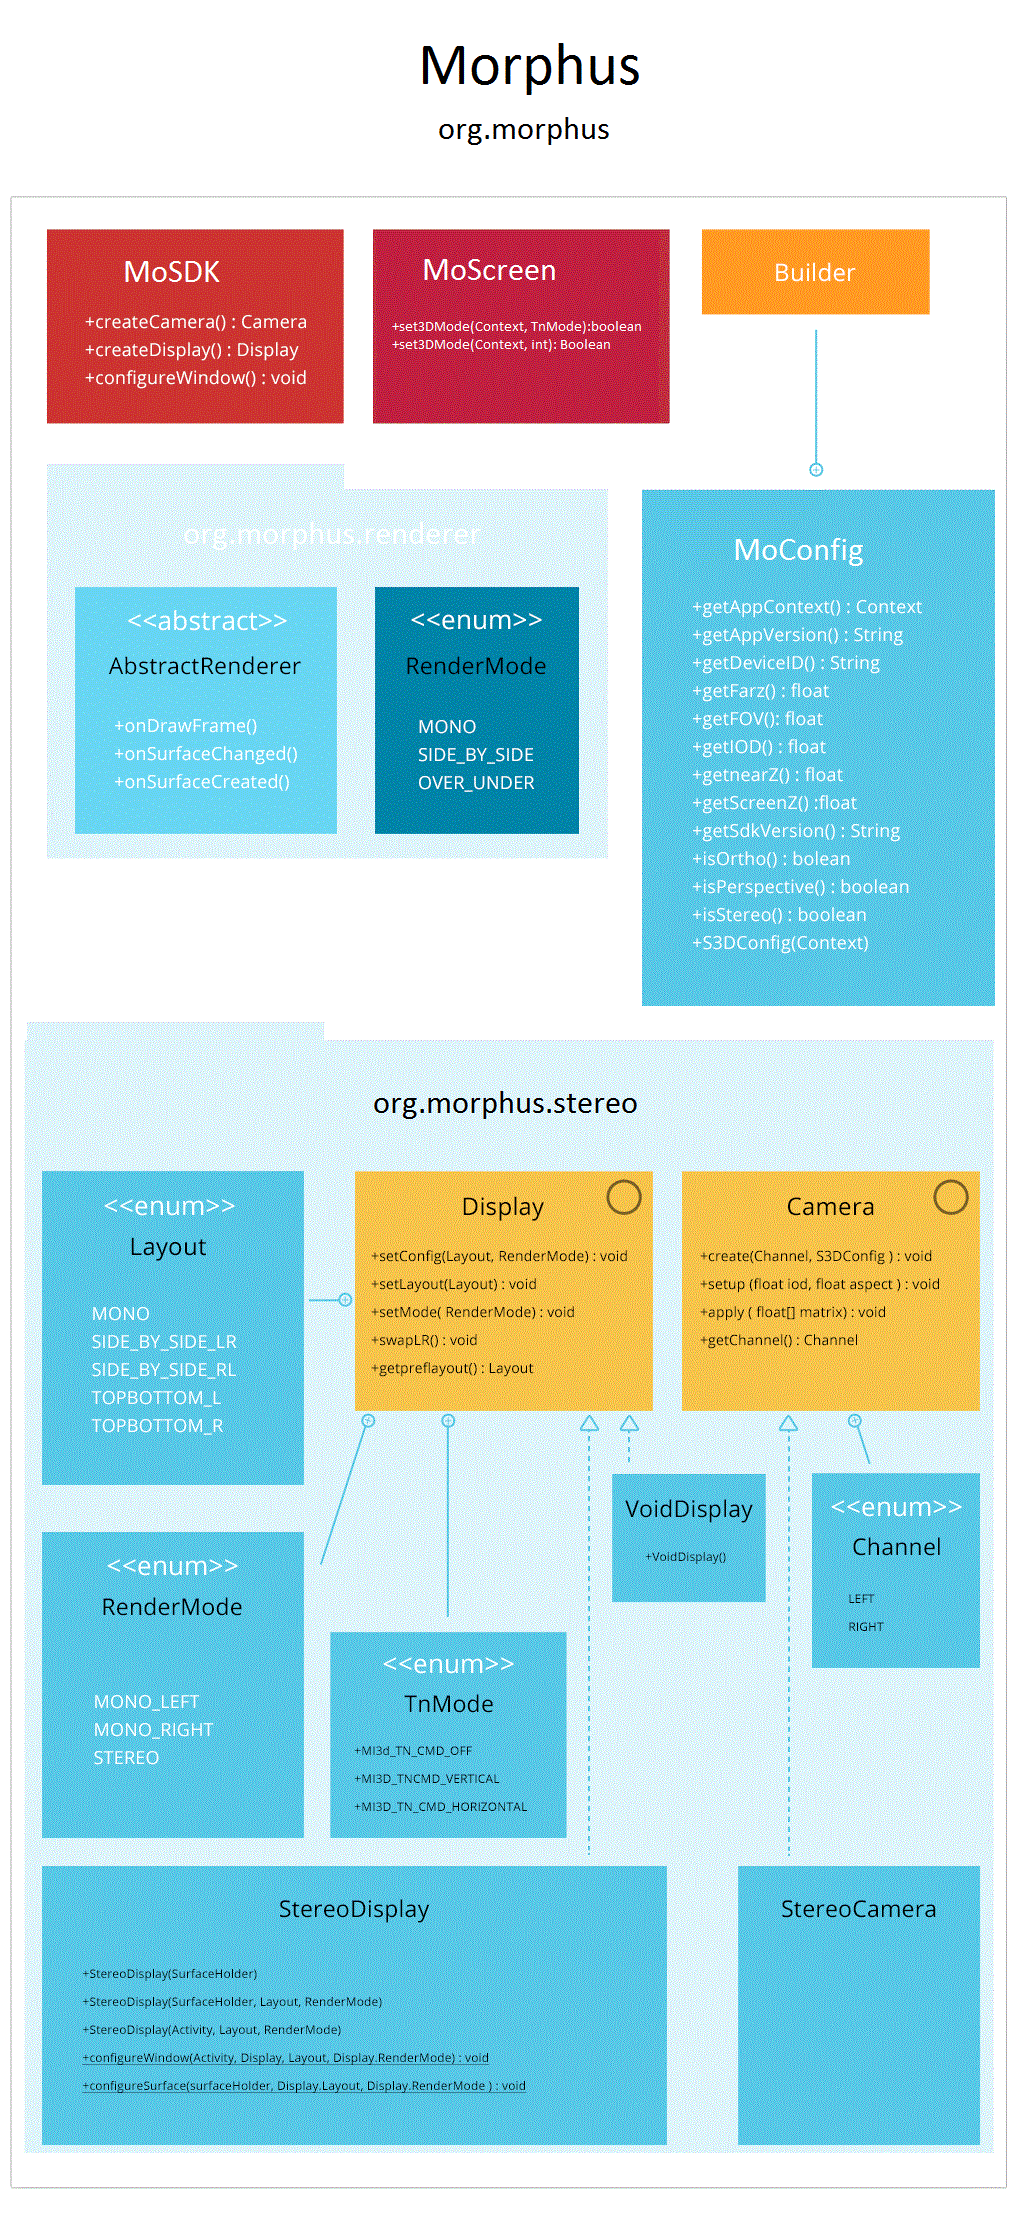 Morphus
org.morphus
MoSDK
+createCamera() : Camera
+createDisplay() : Display
+configureWindow() : void
MoScreen
+set3DMode(Context, TnMode):boolean
+set3DMode(Context, int): Boolean
Builder
org.morphus.renderer
<<abstract>>
AbstractRenderer
+onDrawFrame()
+onSurfaceChanged()
+onSurfaceCreated()
<<enum>>
RenderMode
MONO
SIDE_BY_SIDE
OVER_UNDER
MoConfig
+getAppContext() : Context
+getAppVersion() : String
+getDeviceID() : String
+getFarz() : float
+getFOV(): float
+getIOD() : float
+getnearZ() : float
+getScreenZ() :float
+getSdkVersion() : String
+isOrtho() : bolean
+isPerspective() : boolean
+isStereo() : boolean
+S3DConfig(Context)
org.morphus.stereo
<<enum>>
Layout
MONO
SIDE_BY_SIDE_LR
SIDE_BY_SIDE_RL
TOPBOTTOM_L
TOPBOTTOM_R
Display
+setConfig(Layout, RenderMode) : void
+setLayout(Layout) : void
+setMode( RenderMode) : void
+swapLR() : void
+getpreflayout() : Layout
Camera
+create(Channel, S3DConfig ) : void
+setup (float iod, float aspect ) : void
+apply ( float[] matrix) : void
+getChannel() : Channel
VoidDisplay
+VoidDisplay()
<<enum>>
Channel
LEFT
RIGHT
<<enum>>
RenderMode
MONO_LEFT
MONO_RIGHT
STEREO
<<enum>>
TnMode
+MI3d_TN_CMD_OFF
+MI3D_TNCMD_VERTICAL
+MI3D_TN_CMD_HORIZONTAL
StereoDisplay
+StereoDisplay(SurfaceHolder)
+StereoDisplay(SurfaceHolder, Layout, RenderMode)
+StereoDisplay(Activity, Layout, RenderMode)
+configureWindow(Activity, Display, Layout, Display.RenderMode) : void
+configureSurface(surfaceHolder, Display.Layout, Display.RenderMode ) : void
StereoCamera